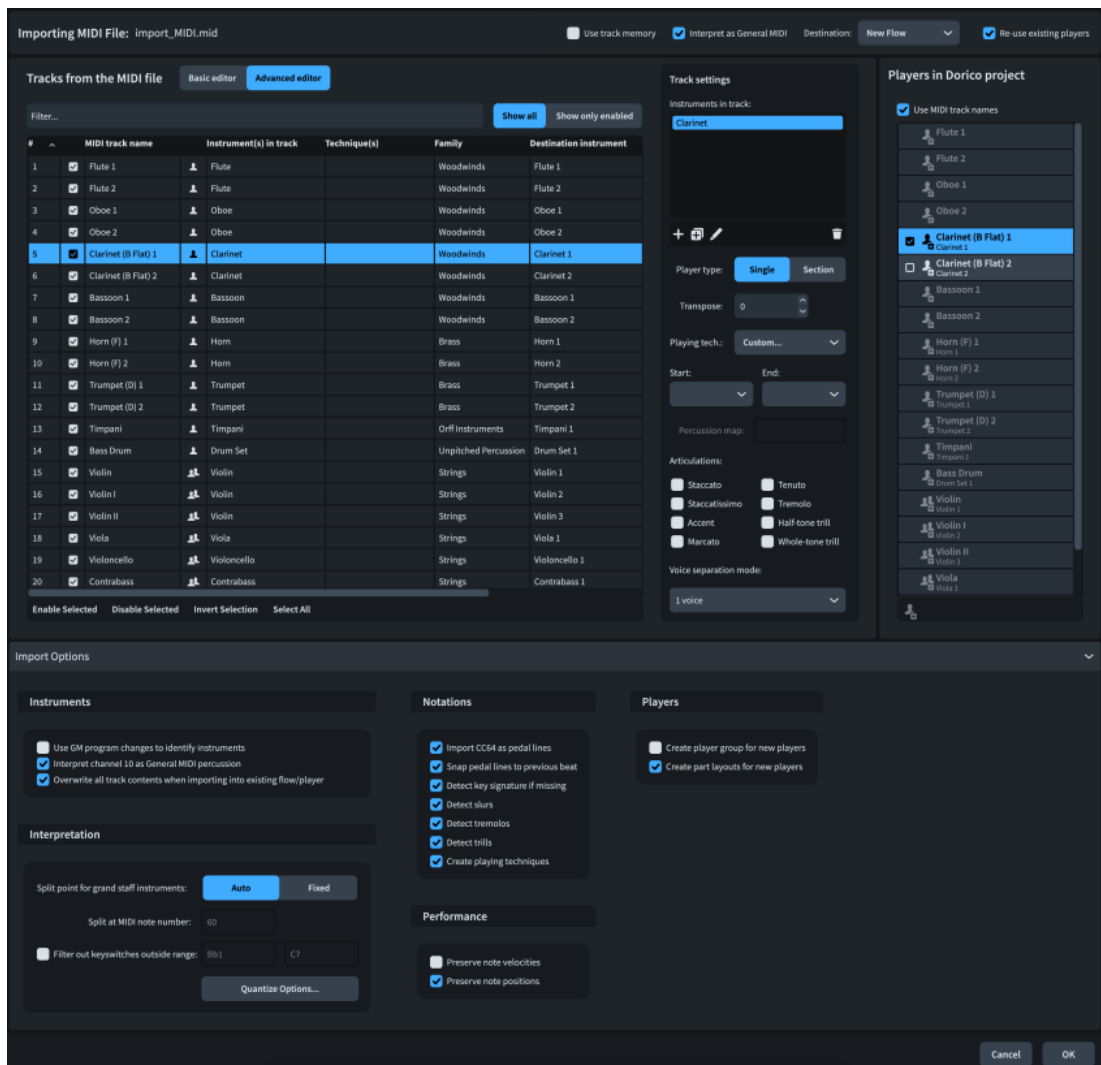 Importing MIDI File: import_MIDI.mid
Use track memory
Interpret as General MIDI
Destination:
New Flow
Re-use existing players
Tracks from the MIDI file
Basic editor
Advanced editor
Filter...
Show all
Show only enabled
# MIDI track name Instrument(s) in track Technique(s) Family Destination instrument
1 Flute 1 Flute Woodwinds Flute 1
2 Flute 2 Flute Woodwinds Flute 2
3 Oboe 1 Oboe Woodwinds Oboe 1
4 Oboe 2 Oboe Woodwinds Oboe 2
5 Clarinet (B Flat) 1 Clarinet Woodwinds Clarinet 1
6 Clarinet (B Flat) 2 Clarinet Woodwinds Clarinet 2
7 Bassoon 1 Bassoon Woodwinds Bassoon 1
8 Bassoon 2 Bassoon Woodwinds Bassoon 2
9 Horn (F) 1 Horn Brass Horn 1
10 Horn (F) 2 Horn Brass Horn 2
11 Trumpet (D) 1 Trumpet Brass Trumpet 1
12 Trumpet (D) 2 Trumpet Brass Trumpet 2
13 Timpani Timpani Orff Instruments Timpani 1
14 Bass Drum Drum Set Unpitched Percussion Drum Set 1
15 Violin Violin Strings Violin 1
16 Violin I Violin Strings Violin 2
17 Violin II Violin Strings Violin 3
18 Viola Viola Strings Viola 1
19 Violoncello Violoncello Strings Violoncello 1
20 Contrabass Contrabass Strings Contrabass 1
Enable Selected Disable Selected Invert Selection Select All
Track settings
Instruments in track:
Clarinet
Player type: Single Section
Transpose: 0
Playing tech.: Custom...
Start: End:
Percussion map:
Articulations:
Staccato Tenuto
Staccatissimo Tremolo
Accent Half-tone trill
Marcato Whole-tone trill
Voice separation mode:
1 voice
Players in Dorico project
Use MIDI track names
Flute 1
Flute 2
Oboe 1
Oboe 2
Clarinet (B Flat) 1
Clarinet 1
Clarinet (B Flat) 2
Clarinet 2
Bassoon 1
Bassoon 2
Horn (F) 1
Horn 1
Horn (F) 2
Horn 2
Trumpet (D) 1
Trumpet 1
Trumpet (D) 2
Trumpet 2
Timpani
Timpani 1
Bass Drum
Drum Set 1
Violin
Violin 1
Violin I
Violin 2
Violin II
Violin 3
Viola
Viola 1
Import Options
Instruments
Use GM program changes to identify instruments
Interpret channel 10 as General MIDI percussion
Overwrite all track contents when importing into existing flow/player
Interpretation
Split point for grand staff instruments: Auto Fixed
Split at MIDI note number: 60
Filter out keyswitches outside range: Bb1 C7
Quantize Options...
Notations
Import CC64 as pedal lines
Snap pedal lines to previous beat
Detect key signature if missing
Detect slurs
Detect tremolos
Detect trills
Create playing techniques
Performance
Preserve note velocities
Preserve note positions
Players
Create player group for new players
Create part layouts for new players
Cancel
OK